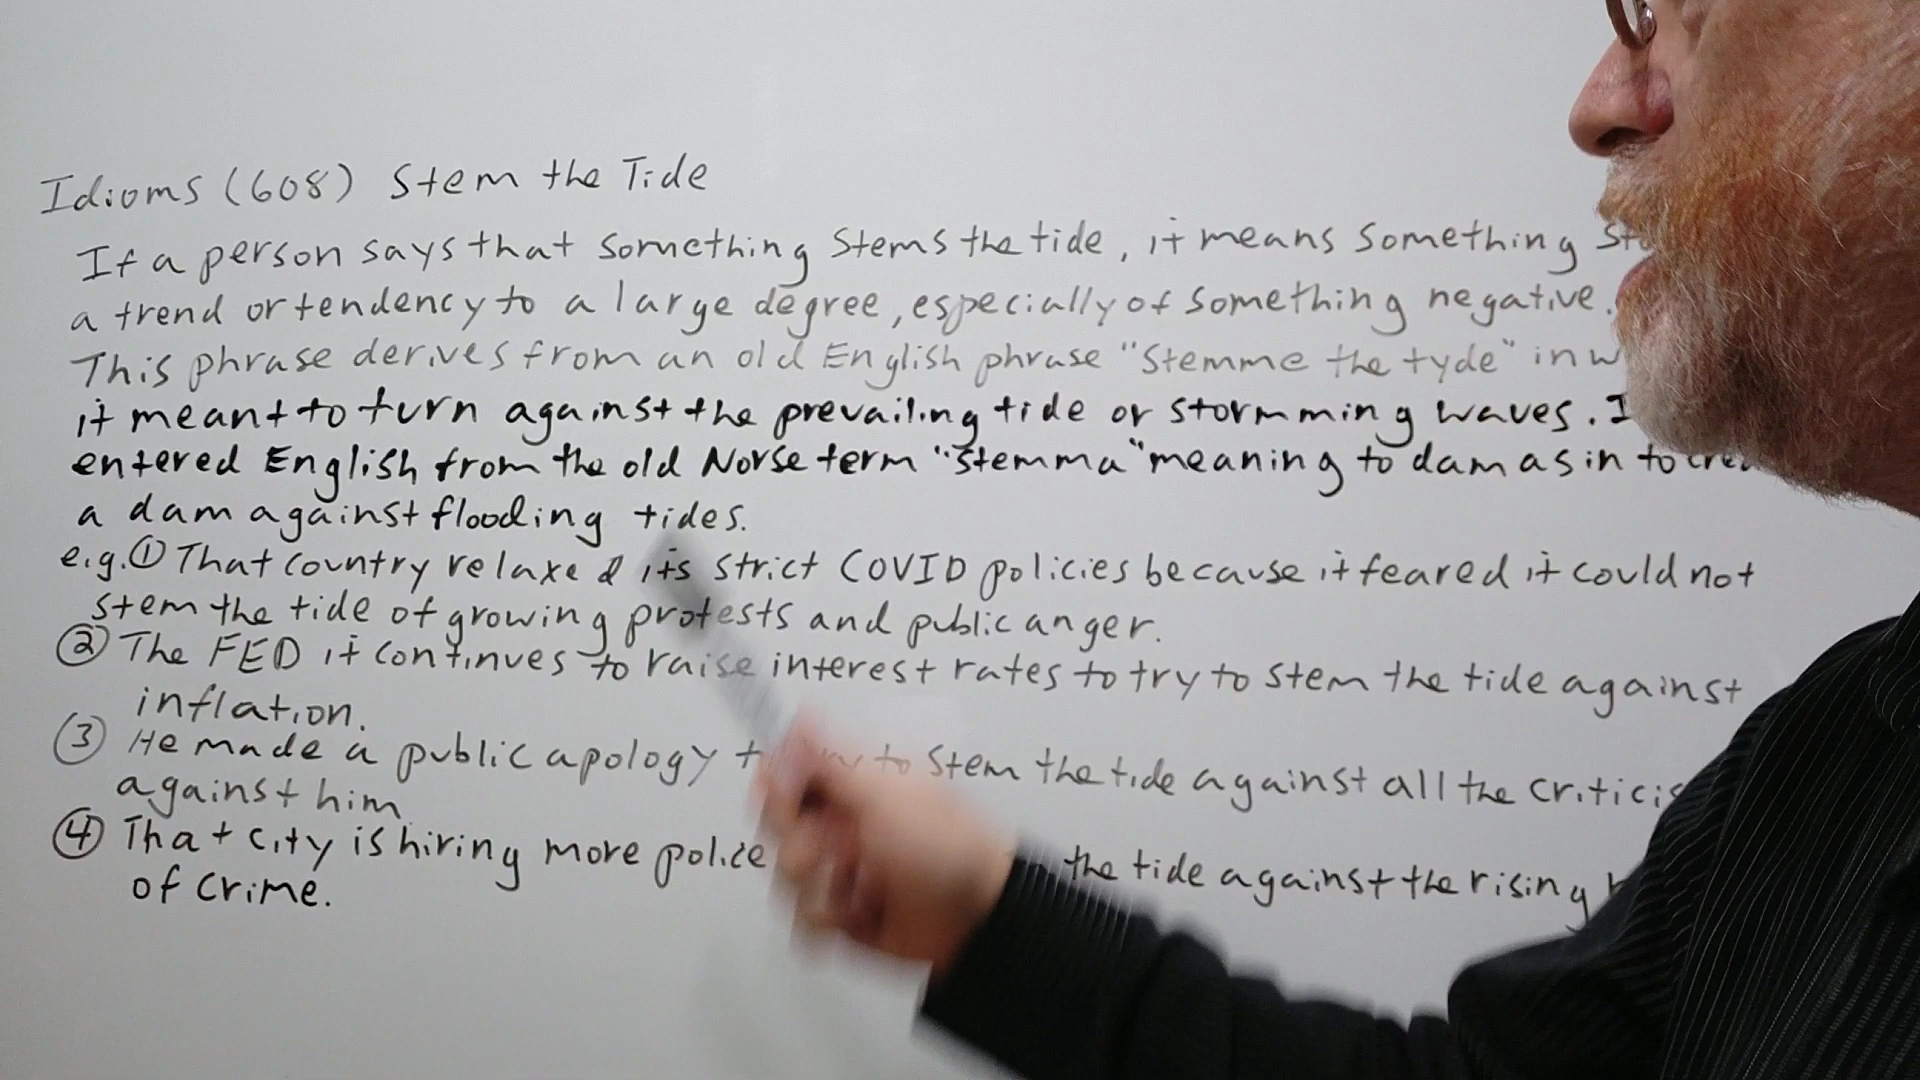 Idioms (608) Stem the Tide
If a person says that something stems the tide, it means something
a trend or tendency to a large degree, especially of something negative.
This phrase derives from an old English phrase "Stemme the tyde" in
it meant to turn against the prevailing tide or stormming waves.
entered English from the old Norse term "stemma" meaning to dam as in to
a dam against flooding tides.
e.g. ① That country relaxed its strict COVID policies because it feared it could not
stem the tide of growing protests and public anger.
② The FED it continues to raise interest rates to try to stem the tide against
inflation.
③ He made a public apology to stem the tide against all the
against him
④ That city is hiring more police the tide against the rising
of crime.